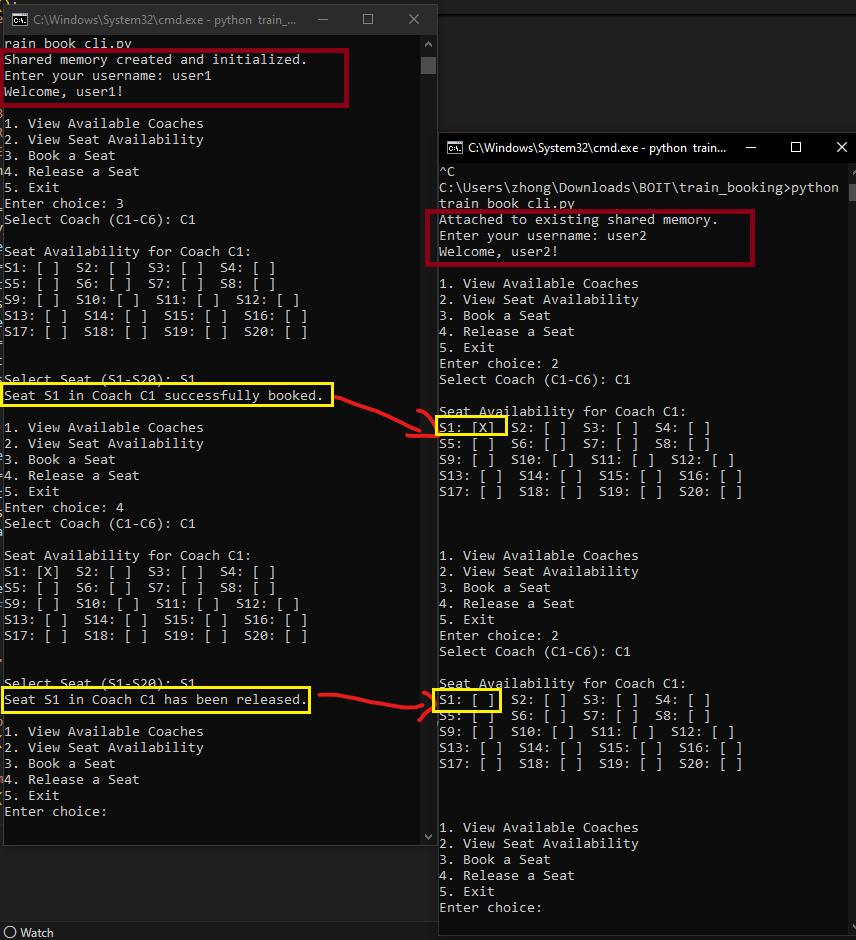 C:\Windows\System32\cmd.exe - python train_...
rain_book_cli.py
Shared memory created and initialized.
Enter your username: user1
Welcome, user1!
1. View Available Coaches
2. View Seat Availability
3. Book a Seat
4. Release a Seat
5. Exit
Enter choice: 3
Select Coach (C1-C6): C1
Seat Availability for Coach C1:
S1: [ ]  S2: [ ]  S3: [ ]  S4: [ ]
S5: [ ]  S6: [ ]  S7: [ ]  S8: [ ]
S9: [ ]  S10: [ ]  S11: [ ]  S12: [ ]
S13: [ ]  S14: [ ]  S15: [ ]  S16: [ ]
S17: [ ]  S18: [ ]  S19: [ ]  S20: [ ]
Select Seat (S1-S20): S1
Seat S1 in Coach C1 successfully booked.
1. View Available Coaches
2. View Seat Availability
3. Book a Seat
4. Release a Seat
5. Exit
Enter choice: 4
Select Coach (C1-C6): C1
Seat Availability for Coach C1:
S1: [X]  S2: [ ]  S3: [ ]  S4: [ ]
S5: [ ]  S6: [ ]  S7: [ ]  S8: [ ]
S9: [ ]  S10: [ ]  S11: [ ]  S12: [ ]
S13: [ ]  S14: [ ]  S15: [ ]  S16: [ ]
S17: [ ]  S18: [ ]  S19: [ ]  S20: [ ]
Select Seat (S1-S20): S1
Seat S1 in Coach C1 has been released.
1. View Available Coaches
2. View Seat Availability
3. Book a Seat
4. Release a Seat
5. Exit
Enter choice:
C:\Windows\System32\cmd.exe - python train...
^C
C:\Users\zhong\Downloads\BOIT\train_booking>python
train_book_cli.py
Attached to existing shared memory.
Enter your username: user2
Welcome, user2!
1. View Available Coaches
2. View Seat Availability
3. Book a Seat
4. Release a Seat
5. Exit
Enter choice: 2
Select Coach (C1-C6): C1
Seat Availability for Coach C1:
S1: [X]  S2: [ ]  S3: [ ]  S4: [ ]
S5: [ ]  S6: [ ]  S7: [ ]  S8: [ ]
S9: [ ]  S10: [ ]  S11: [ ]  S12: [ ]
S13: [ ]  S14: [ ]  S15: [ ]  S16: [ ]
S17: [ ]  S18: [ ]  S19: [ ]  S20: [ ]
1. View Available Coaches
2. View Seat Availability
3. Book a Seat
4. Release a Seat
5. Exit
Enter choice: 2
Select Coach (C1-C6): C1
Seat Availability for Coach C1:
S1: [ ]  S2: [ ]  S3: [ ]  S4: [ ]
S5: [ ]  S6: [ ]  S7: [ ]  S8: [ ]
S9: [ ]  S10: [ ]  S11: [ ]  S12: [ ]
S13: [ ]  S14: [ ]  S15: [ ]  S16: [ ]
S17: [ ]  S18: [ ]  S19: [ ]  S20: [ ]
1. View Available Coaches
2. View Seat Availability
3. Book a Seat
4. Release a Seat
5. Exit
Enter choice:
Watch